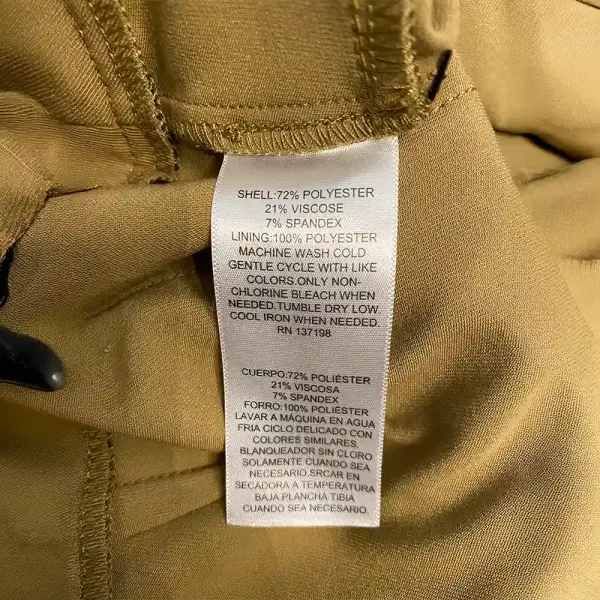 SHELL:72% POLYESTER
21% VISCOSE
7% SPANDEX
LINING:100% POLYESTER
MACHINE WASH COLD
GENTLE CYCLE WITH LIKE
COLORS.ONLY NON-
CHLORINE BLEACH WHEN
NEEDED.TUMBLE DRY LOW.
COOL IRON WHEN NEEDED.
RN 137198
CUERPO:72% POLIÉSTER
21% VISCOSA
7% SPANDEX
FORRO:100% POLIÉSTER
LAVAR A MÁQUINA EN AGUA
FRIA CICLO DELICADO CON
COLORES SIMILARES.
BLANQUEADOR SIN CLORO
SOLAMENTE CUANDO SEA
NECESARIO.SRCAR EN
SECADORA A TEMPERATURA
BAJA PLANCHA TIBIA
CUANDO SEA NECESARIO.